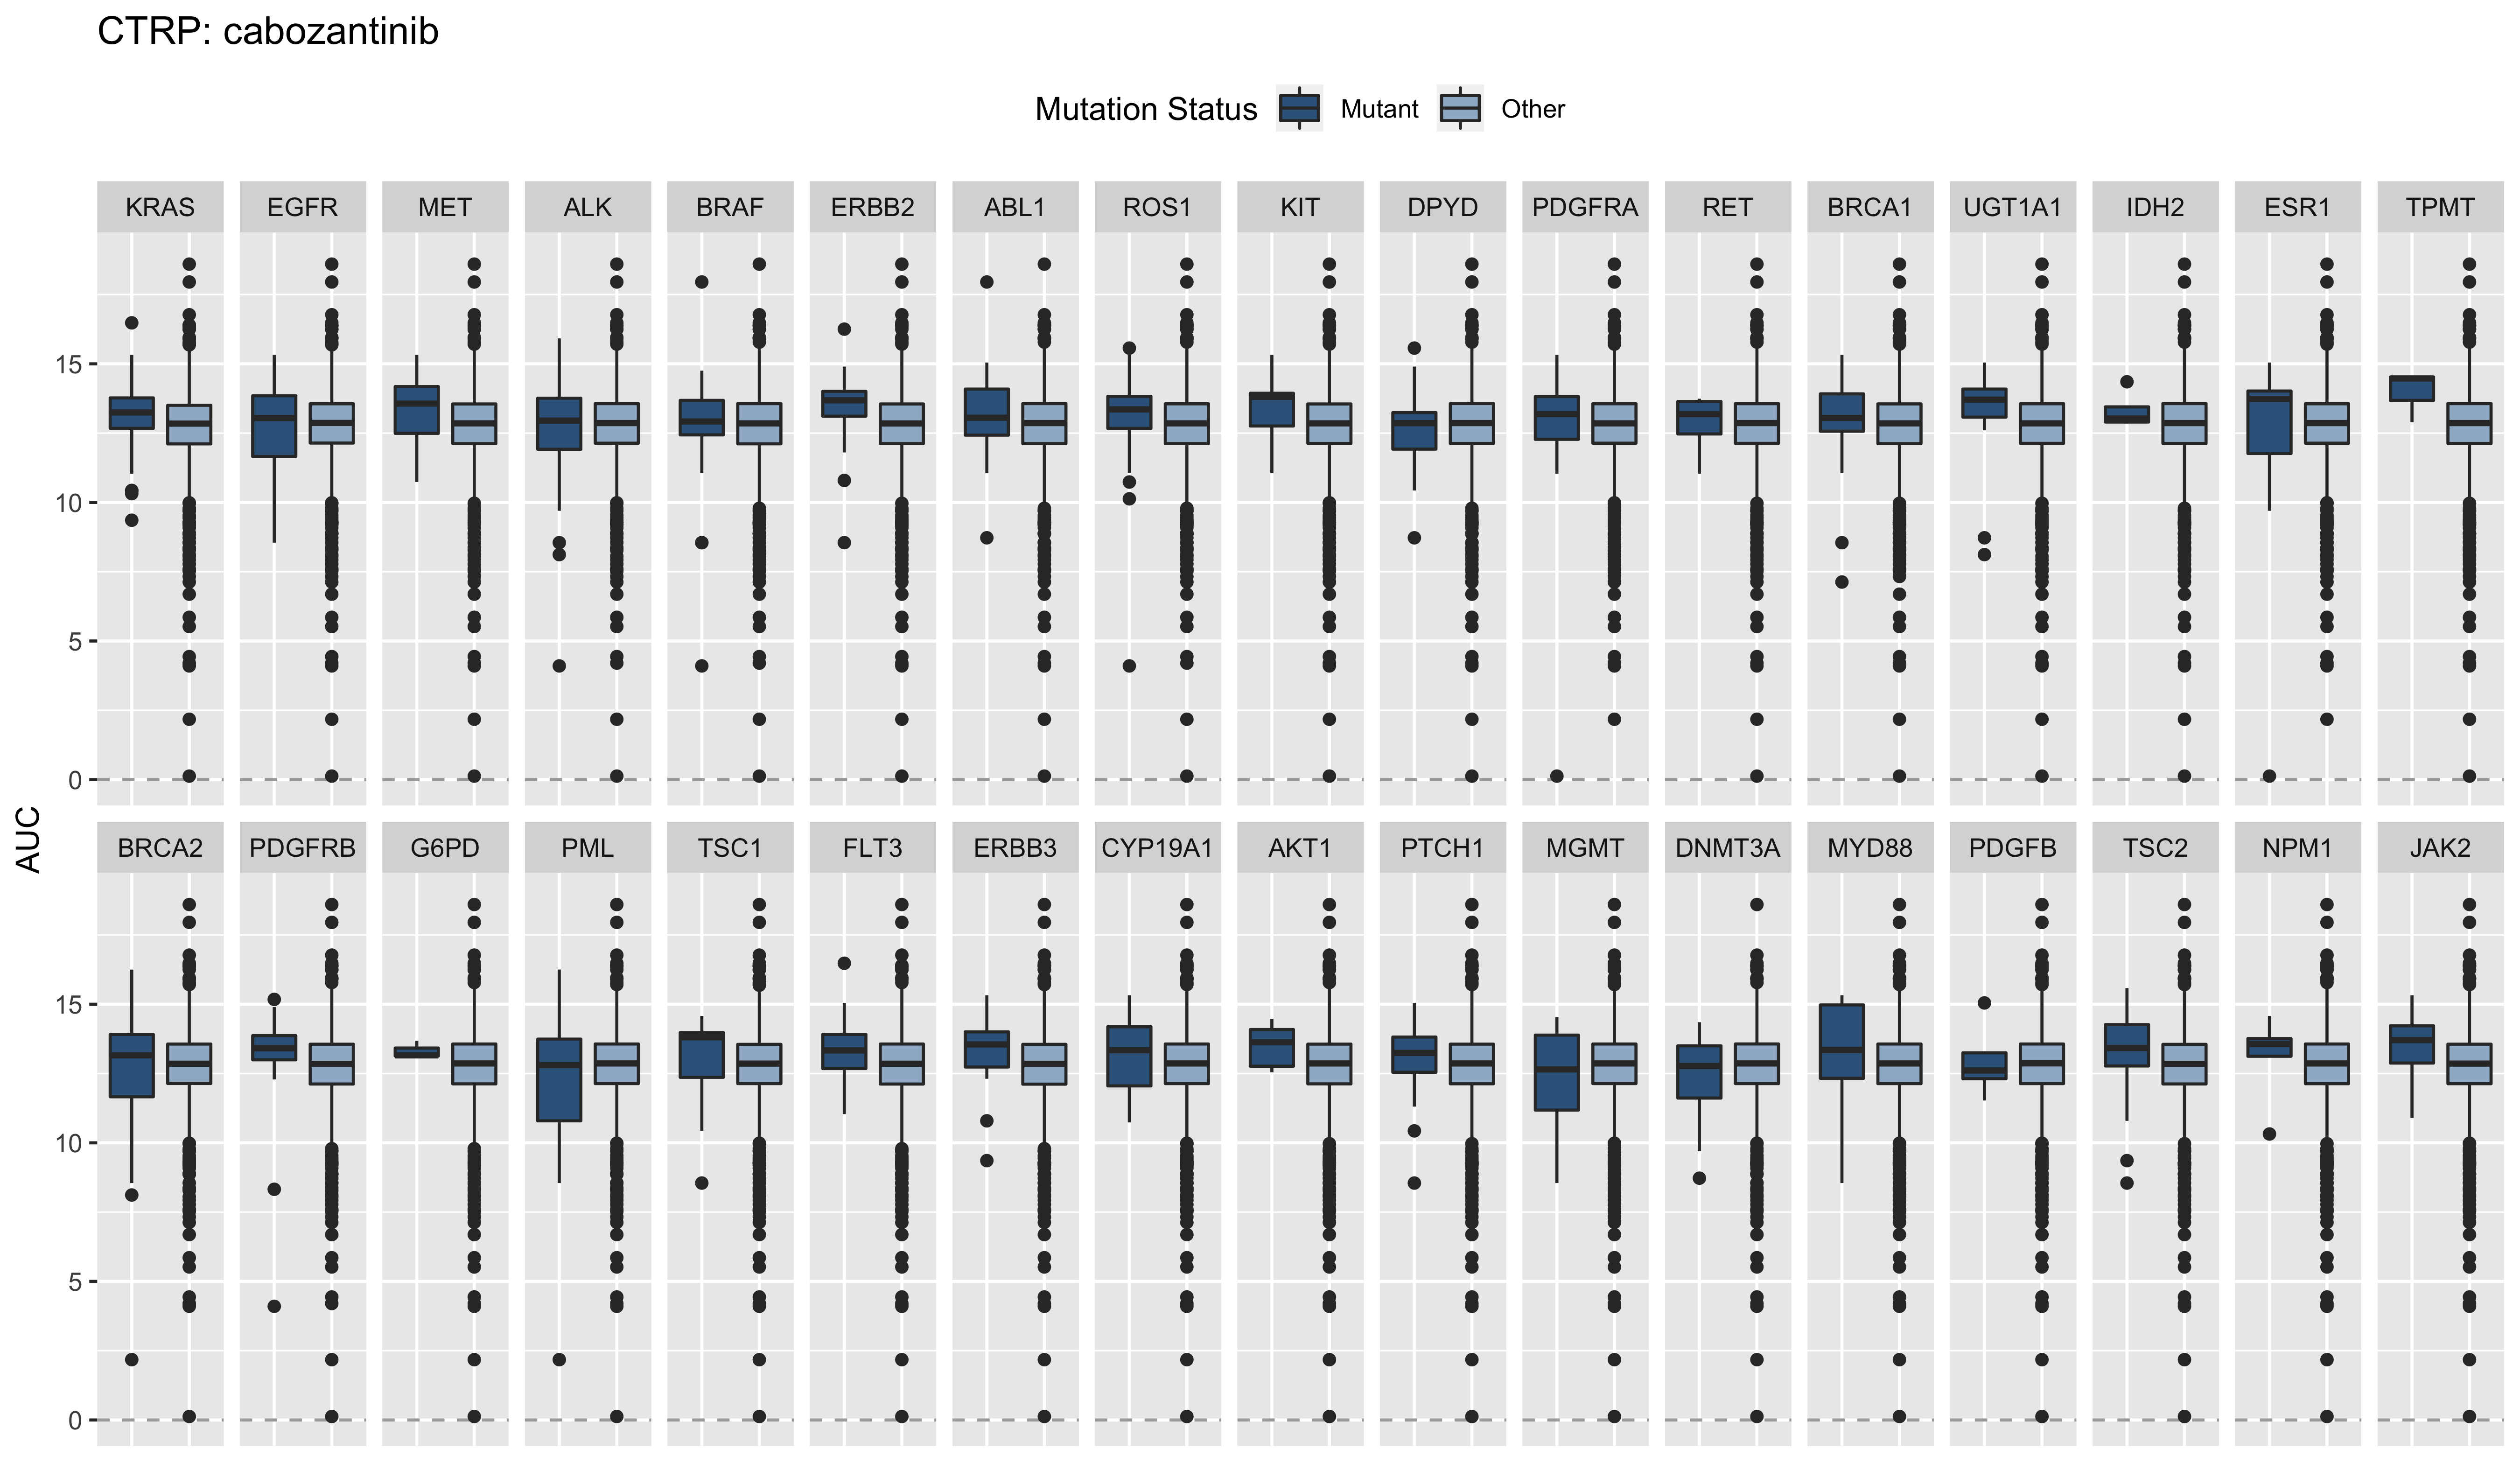 CTRP: cabozantinib
Mutation Status Mutant Other
KRAS EGFR MET ALK BRAF ERBB2 ABL1 ROS1 KIT DPYD PDGFRA RET BRCA1 UGT1A1 IDH2 ESR1 TPMT
15
10
5
0
AUC
BRCA2 PDGFRB G6PD PML TSC1 FLT3 ERBB3 CYP19A1 AKT1 PTCH1 MGMT DNMT3A MYD88 PDGFB TSC2 NPM1 JAK2
15
10
5
0